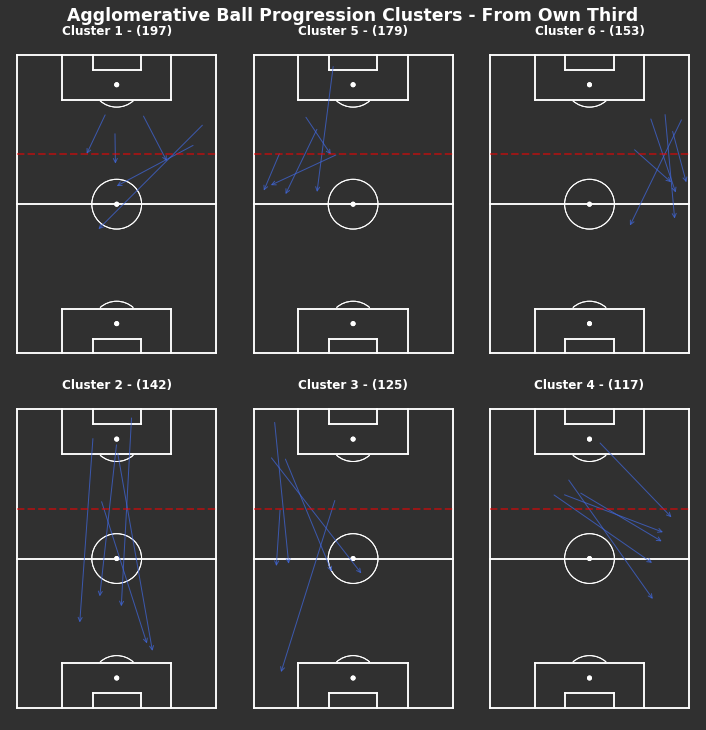 Agglomerative Ball Progression Clusters - From Own Third
Cluster 1 - (197)
Cluster 5 - (179)
Cluster 6 - (153)
Cluster 2 - (142)
Cluster 3 - (125)
Cluster 4 - (117)